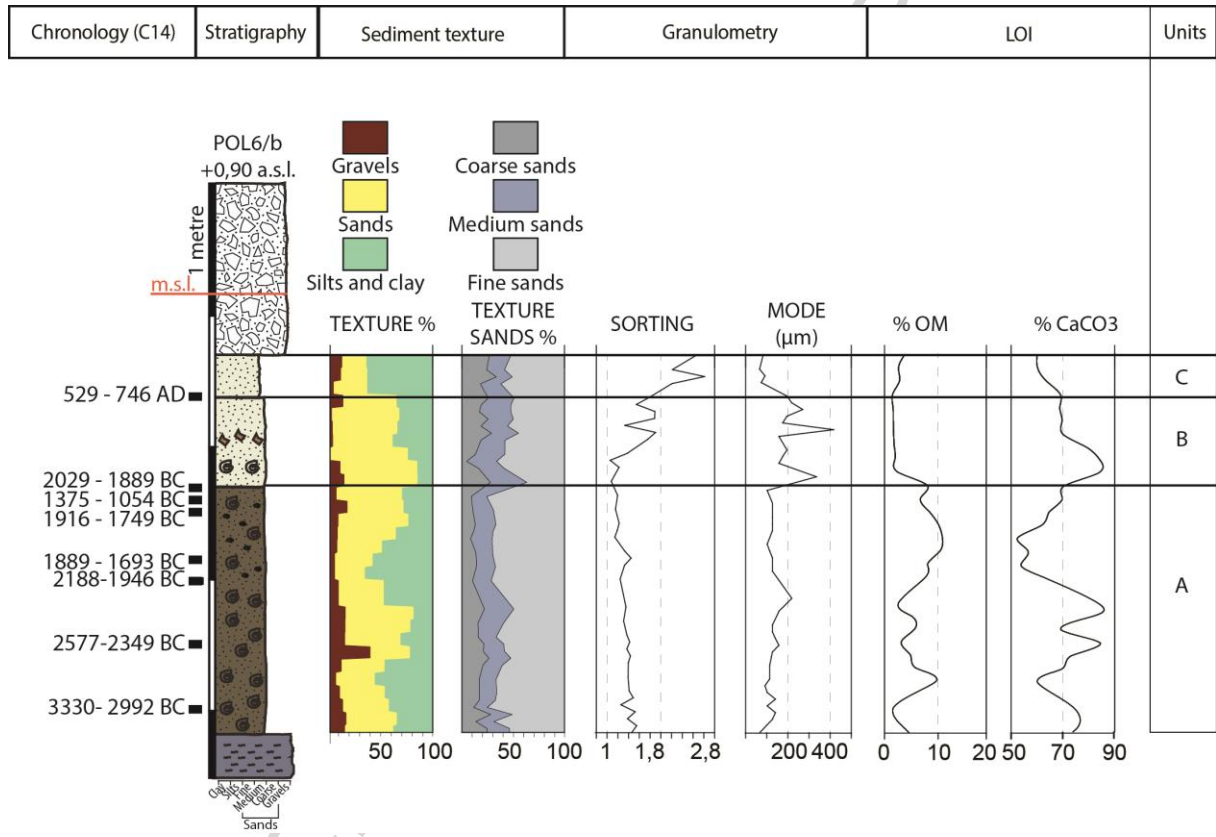 Chronology (C14) Stratigraphy Sediment texture Granulometry LOI Units
POL6/b
+0,90 a.s.l.
1 metre
m.s.l.
Gravels
Sands
Silts and clay
Coarse sands
Medium sands
Fine sands
TEXTURE %
TEXTURE
SANDS %
SORTING
MODE
(µm)
% OM
% CaCO3
529 - 746 AD
2029 - 1889 BC
1375 - 1054 BC
1916 - 1749 BC
1889 - 1693 BC
2188-1946 BC
2577-2349 BC
3330- 2992 BC
C
B
A
50 100 50 100 1 1,8 2,8 200 400 0 10 20 50 70 90
Clay Silts Fine Medium Coarse Gravels
Sands